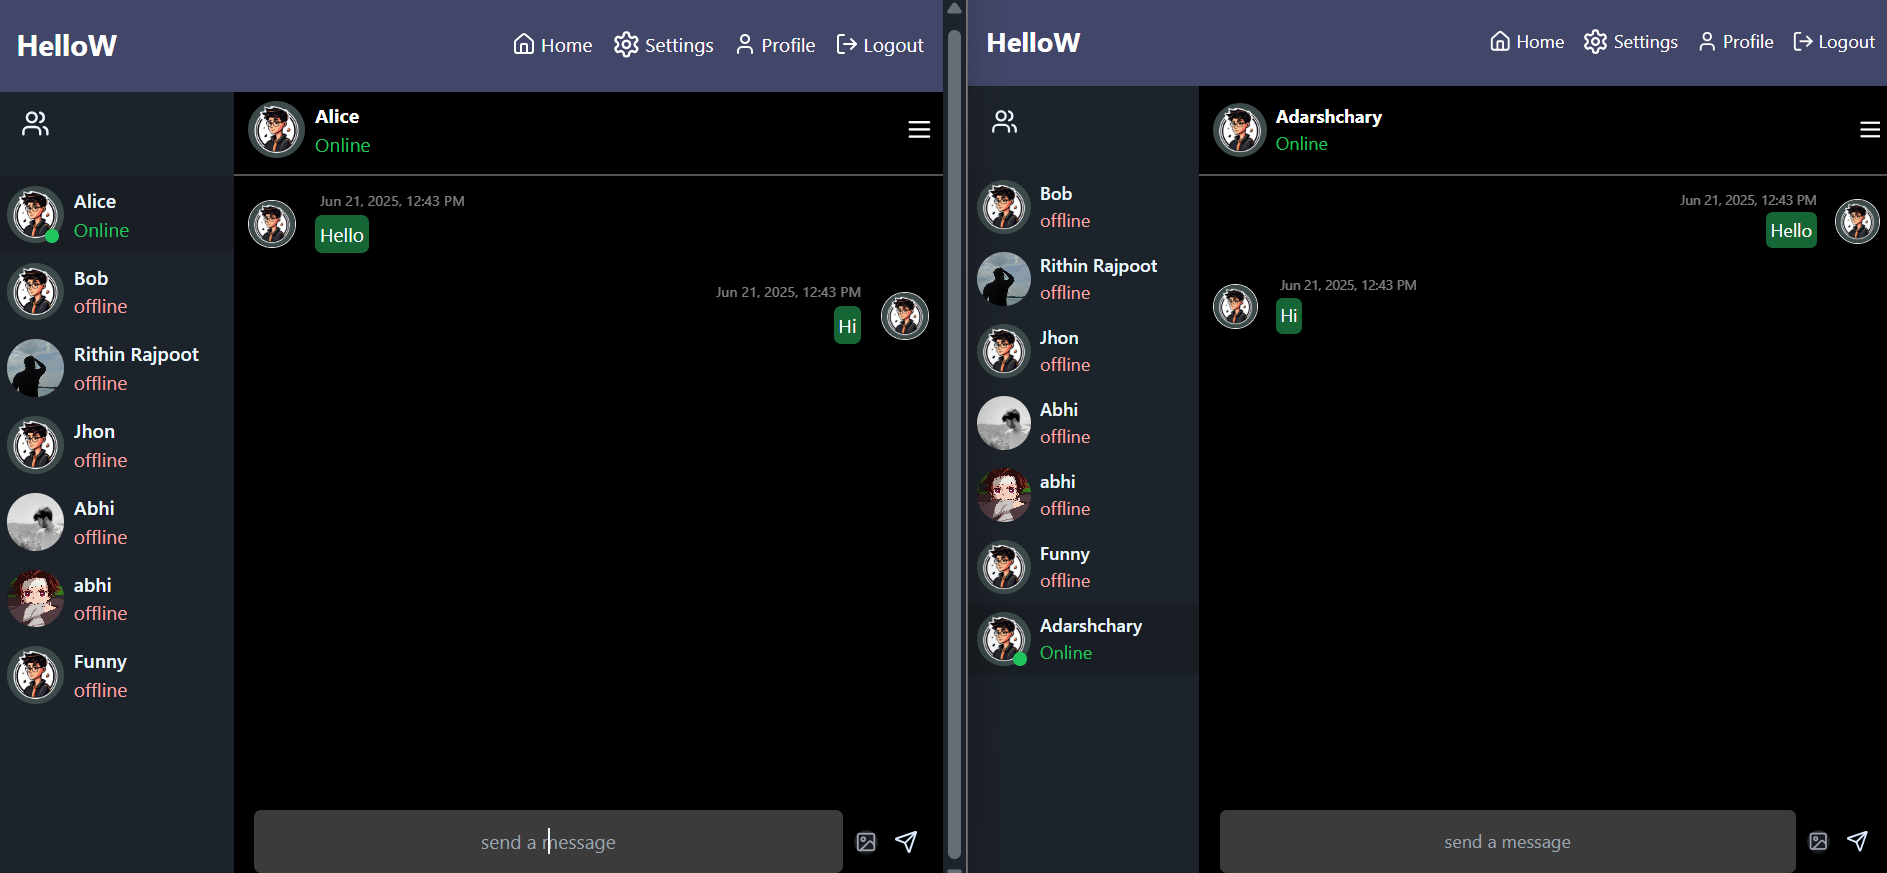 HelloW
Home Settings Profile Logout
Alice
Online
Alice
Online
Bob
offline
Rithin Rajpoot
offline
Jhon
offline
Abhi
offline
abhi
offline
Funny
offline
Jun 21, 2025, 12:43 PM
Hello
Jun 21, 2025, 12:43 PM
Hi
send a message
HelloW
Home Settings Profile Logout
Adarshchary
Online
Bob
offline
Rithin Rajpoot
offline
Jhon
offline
Abhi
offline
abhi
offline
Funny
offline
Adarshchary
Online
Jun 21, 2025, 12:43 PM
Hello
Jun 21, 2025, 12:43 PM
Hi
send a message